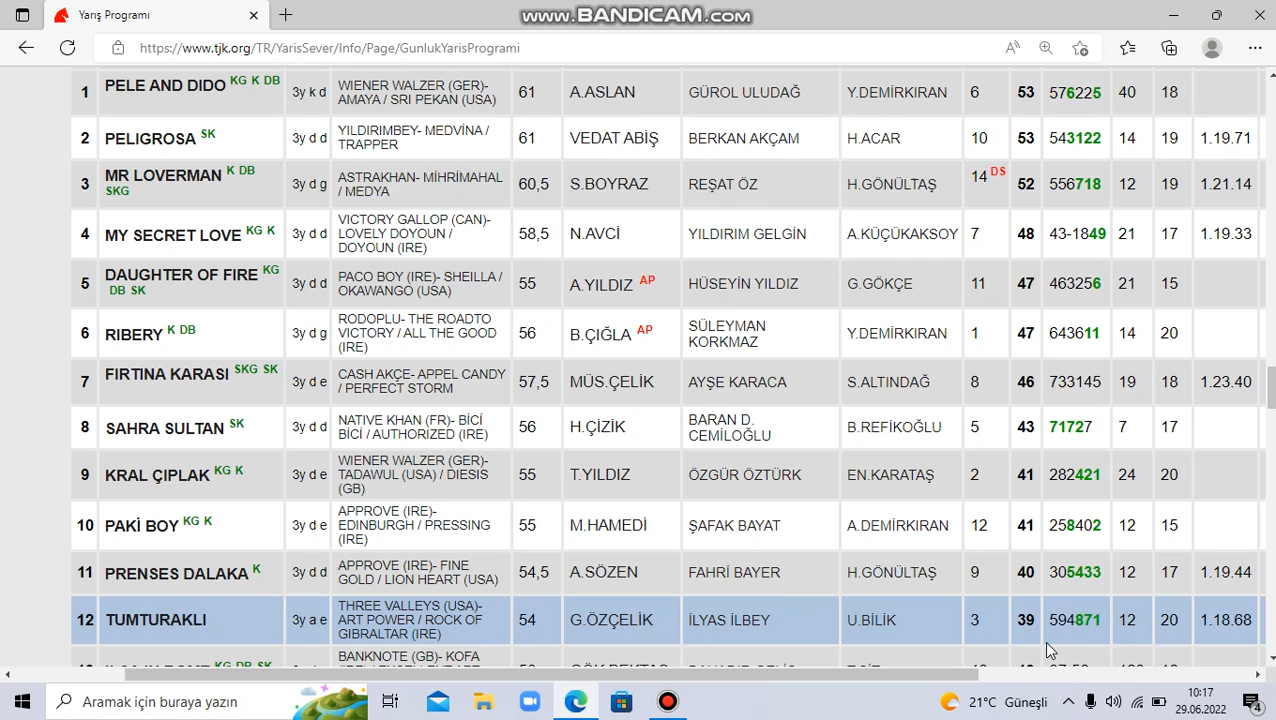 Yarış Programı
www.BANDICAM.com
https://www.tjk.org/TR/YarisSever/Info/Page/GunlukYarisProgrami
1 PELE AND DIDO KG K DB 3y k d WIENER WALZER (GER)- AMAYA / SRI PEKAN (USA) 61 A.ASLAN GÜROL ULUDAĞ Y.DEMİRKIRAN 6 53 576225 40 18
2 PELIGROSA SK 3y d d YILDIRIMBEY- MEDVİNA / TRAPPER 61 VEDAT ABİŞ BERKAN AKÇAM H.ACAR 10 53 543122 14 19 1.19.71
3 MR LOVERMAN K DB SKG 3y d g ASTRAKHAN- MİHRİMAHAL / MEDYA 60,5 S.BOYRAZ REŞAT ÖZ H.GÖNÜLTAŞ 14 DS 52 556718 12 19 1.21.14
4 MY SECRET LOVE KG K 3y d d VICTORY GALLOP (CAN)- LOVELY DOYOUN / DOYOUN (IRE) 58,5 N.AVCİ YILDIRIM GELGİN A.KÜÇÜKAKSOY 7 48 43-1849 21 17 1.19.33
5 DAUGHTER OF FIRE KG DB SK 3y d d PACO BOY (IRE)- SHEILLA / OKAWANGO (USA) 55 A.YILDIZ AP HÜSEYİN YILDIZ G.GÖKÇE 11 47 463256 21 15
6 RIBERY K DB 3y d g RODOPLU- THE ROADTO VICTORY / ALL THE GOOD (IRE) 56 B.ÇIĞLA AP SÜLEYMAN KORKMAZ Y.DEMİRKIRAN 1 47 643611 14 20
7 FIRTINA KARASI SKG SK 3y d e CASH AKÇE- APPEL CANDY / PERFECT STORM 57,5 MÜS.ÇELİK AYŞE KARACA S.ALTINDAĞ 8 46 733145 19 18 1.23.40
8 SAHRA SULTAN SK 3y d d NATIVE KHAN (FR)- BİCİ BİCİ / AUTHORIZED (IRE) 56 H.ÇİZİK BARAN D. CEMİLOĞLU B.REFİKOĞLU 5 43 71727 7 17
9 KRAL ÇIPLAK KG K 3y d e WIENER WALZER (GER)- TADAWUL (USA) / DIESIS (GB) 55 T.YILDIZ ÖZGÜR ÖZTÜRK EN.KARATAŞ 2 41 282421 24 20
10 PAKİ BOY KG K 3y d e APPROVE (IRE)- EDINBURGH / PRESSING (IRE) 55 M.HAMEDİ ŞAFAK BAYAT A.DEMİRKIRAN 12 41 258402 12 15
11 PRENSES DALAKA K 3y d d APPROVE (IRE)- FINE GOLD / LION HEART (USA) 54,5 A.SÖZEN FAHRİ BAYER H.GÖNÜLTAŞ 9 40 305433 12 17 1.19.44
12 TUMTURAKLI 3y a e THREE VALLEYS (USA)- ART POWER / ROCK OF GIBRALTAR (IRE) 54 G.ÖZÇELİK İLYAS İLBEY U.BİLİK 3 39 594871 12 20 1.18.68
BANKNOTE (GB)- KOFA
Aramak için buraya yazın
21°C Güneşli
10:17
29.06.2022
4